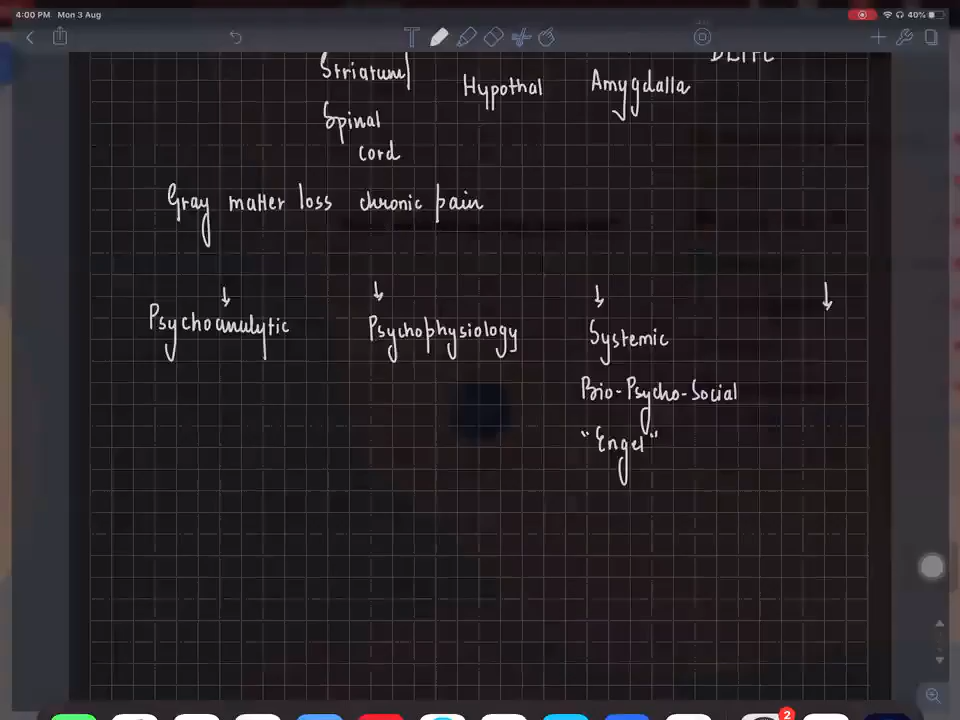 4:00 PM Mon 3 Aug
40%
Striatum
Hypothal
Amygdalla
Spinal
cord
Gray matter loss chronic pain
Psychoanalytic
Psychophysiology
Systemic
Bio-Psycho-Social
"Engel"
2